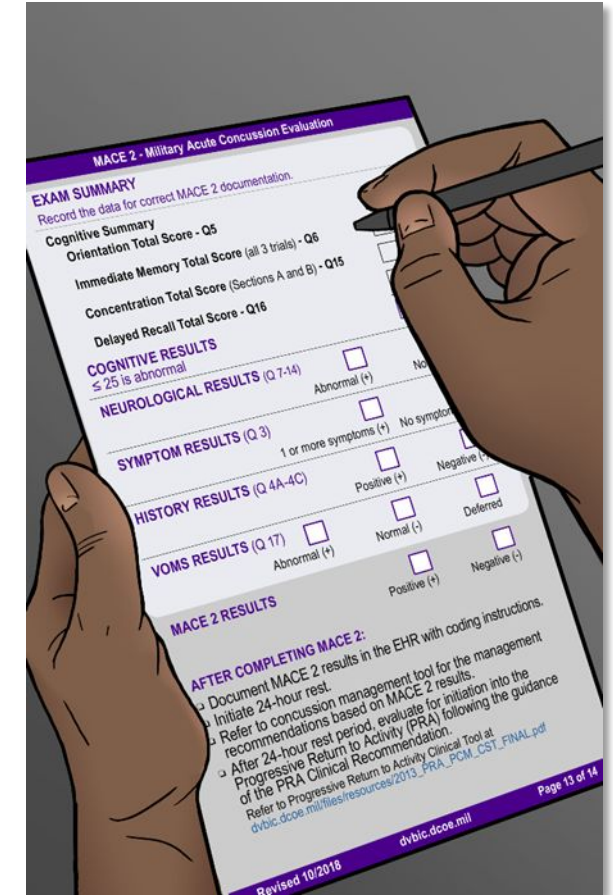 MACE 2 - Military Acute Concussion Evaluation
EXAM SUMMARY
Record the data for correct MACE 2 documentation.
Cognitive Summary
Orientation Total Score - Q5
Immediate Memory Total Score (all 3 trials) - Q6
Concentration Total Score (Sections A and B) - Q15
Delayed Recall Total Score - Q16
COGNITIVE RESULTS
≤ 25 is abnormal
NEUROLOGICAL RESULTS (Q 7-14)
Abnormal (+)
SYMPTOM RESULTS (Q 3)
1 or more symptoms (+) No
HISTORY RESULTS (Q 4A-4C)
Positive (+) Negative (-)
VOMS RESULTS (Q 17)
Abnormal (+) Normal (-) Deferred
MACE 2 RESULTS
Positive (+) Negative (-)
AFTER COMPLETING MACE 2:
Document MACE 2 results in the EHR with coding instructions.
Initiate 24-hour rest.
Refer to concussion management tool for the management
recommendations based on MACE 2 results.
After 24-hour rest period, evaluate for initiation into the
Progressive Return to Activity (PRA) following the guidance
of the PRA Clinical Recommendation.
Refer to Progressive Return to Activity Clinical Tool at
dvbic.dcoe.mil/files/resources/2013_PRA_PCM_CST_FINAL.pdf
Revised 10/2018 dvbic.dcoe.mil Page 13 of 14